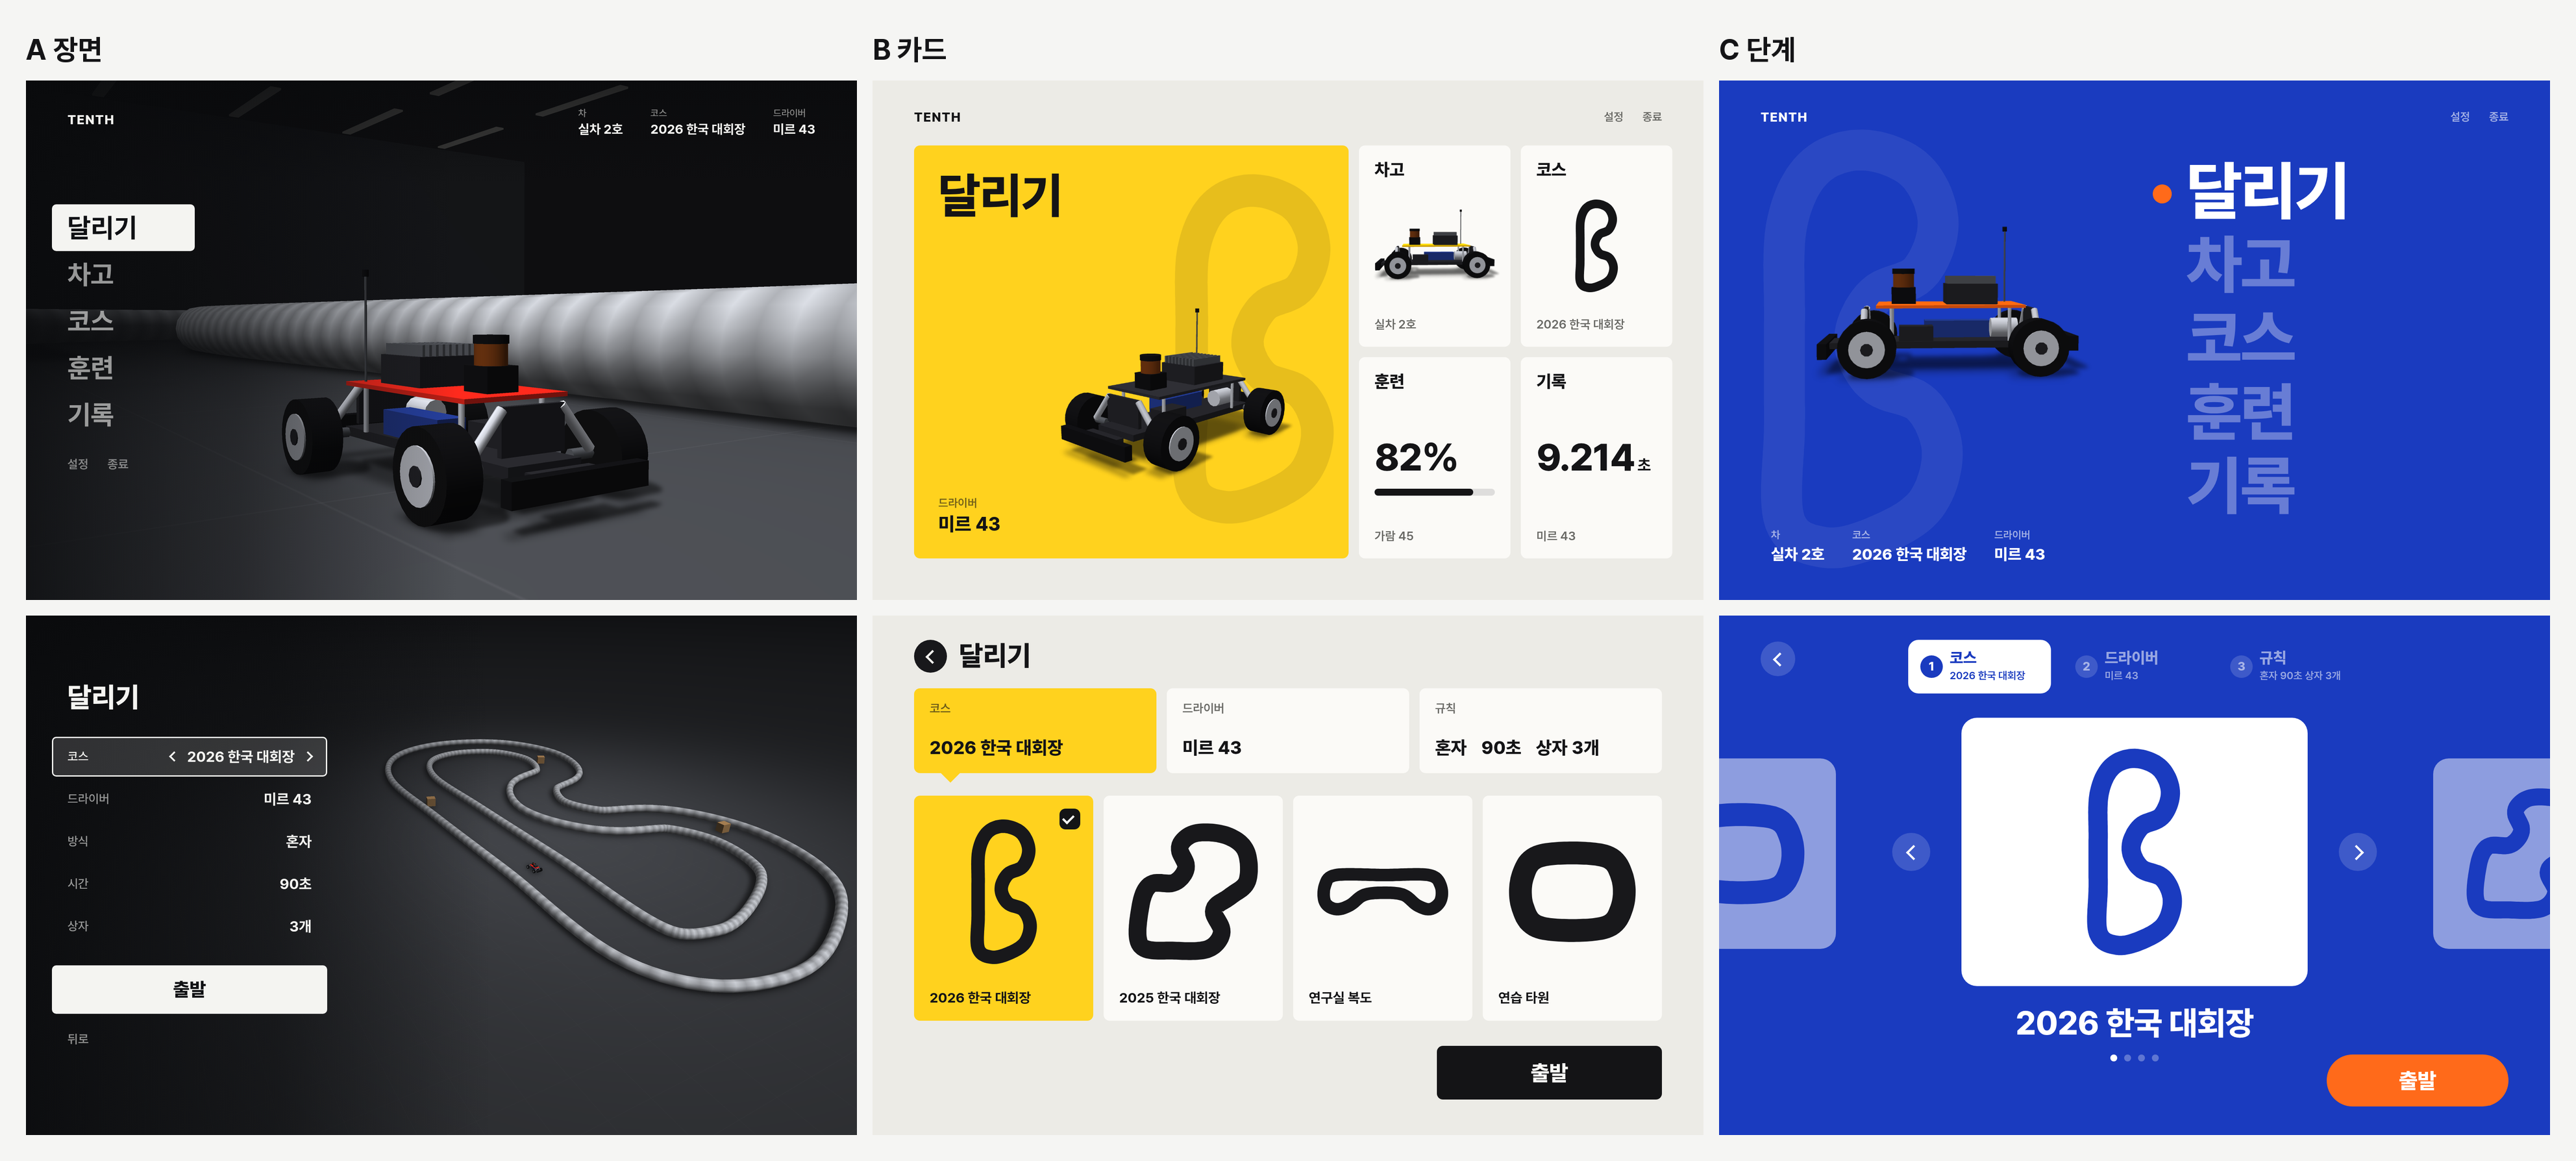 A 장면
TENTH
차
실차 2호
코스
2026 한국 대회장
드라이버
미르 43
달리기
차고
코스
훈련
기록
설정 종료
달리기
코스
2026 한국 대회장
드라이버
미르 43
방식
혼자
시간
90초
상자
3개
출발
뒤로
B 카드
TENTH
설정 종료
달리기
드라이버
미르 43
차고
실차 2호
코스
2026 한국 대회장
훈련
82%
가람 45
기록
9.214초
미르 43
달리기
코스
2026 한국 대회장
드라이버
미르 43
규칙
혼자 90초 상자 3개
2026 한국 대회장
2025 한국 대회장
연구실 복도
연습 타원
출발
C 단계
TENTH
설정 종료
달리기
차고
코스
훈련
기록
차
실차 2호
코스
2026 한국 대회장
드라이버
미르 43
1
코스
2026 한국 대회장
2
드라이버
미르 43
3
규칙
혼자 90초 상자 3개
2026 한국 대회장
출발